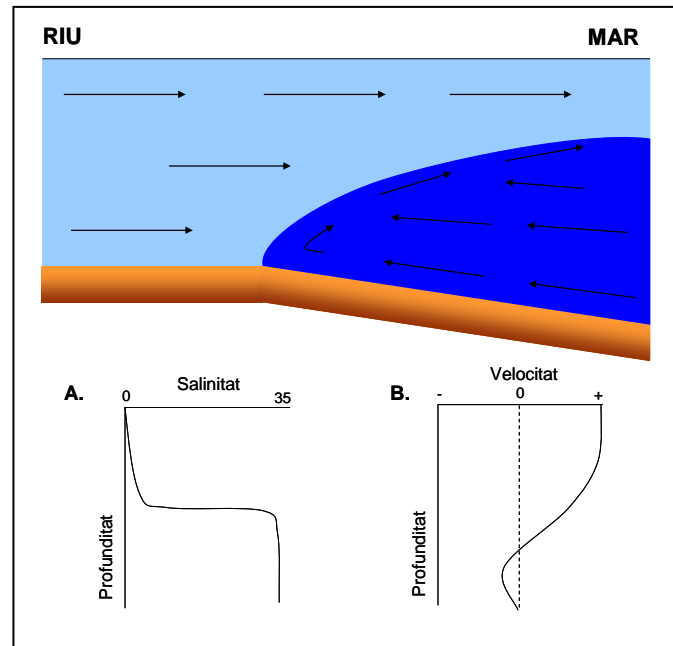 RIU MAR
A. Salinitat
0 35
Profunditat
B. Velocitat
- 0 +
Profunditat